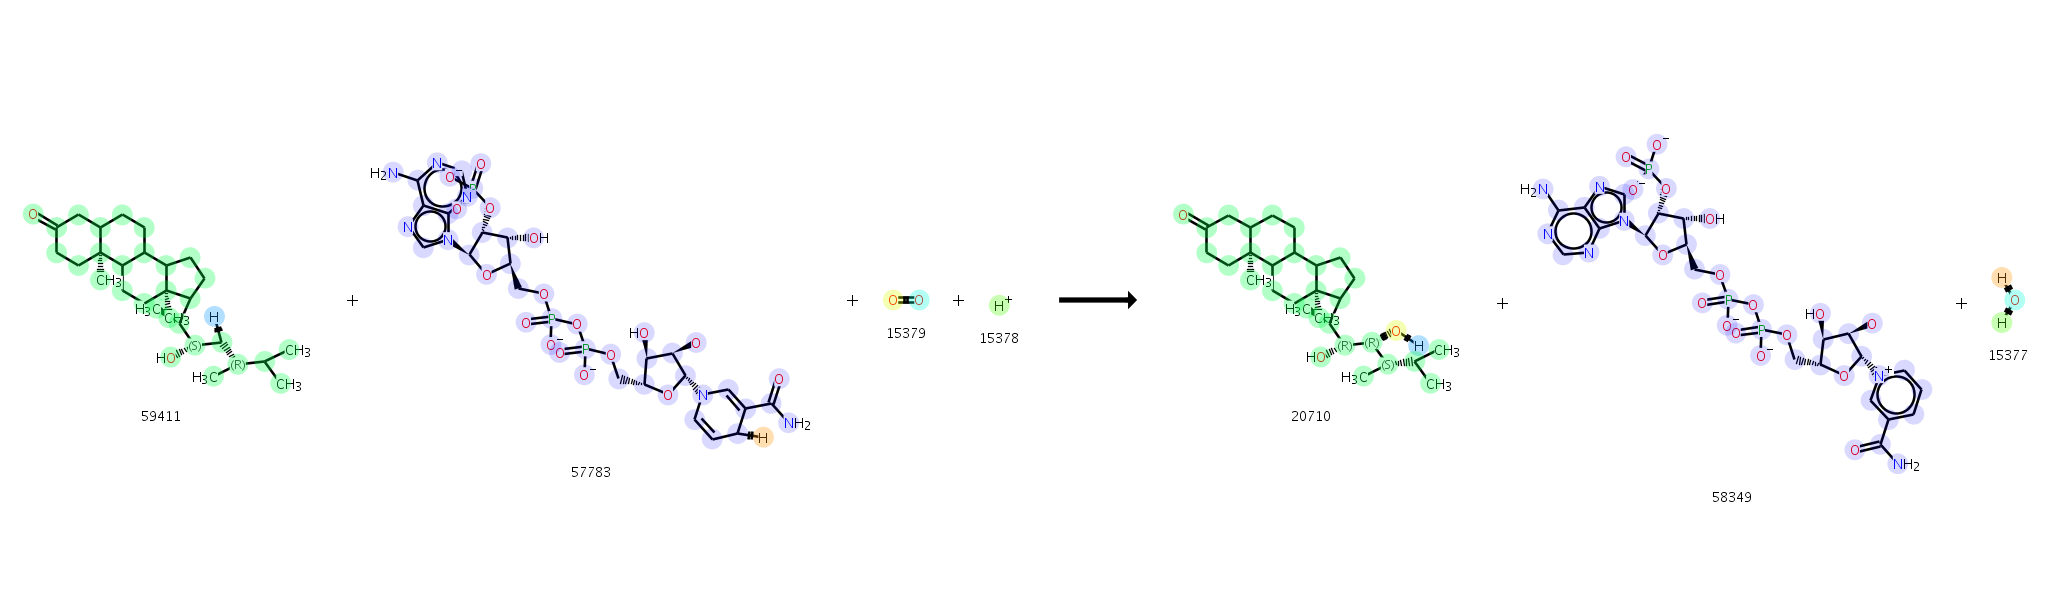 O
CH₃
H₃C
CH₃
H
(S)
HO
(R)
H₃C
CH₃
CH₃
59411
+
H₂N
N
N
N
N
N
O
P
O⁻
O
O
OH
O
O
O
P
O
O⁻
O
P
O
O⁻
HO
O
O
N
O
NH₂
H
57783
+
O
O
15379
+
H⁺
15378
O
CH₃
H₃C
CH₃
HO
(R)
(R)
O
H
(S)
H₃C
CH₃
CH₃
20710
+
O⁻
O
P
O⁻
O
H₂N
N
N
N
N
N
OH
O
O
O
P
O
O⁻
O
P
O
O⁻
HO
O
O
N⁺
O
NH₂
58349
+
H
O
H
15377